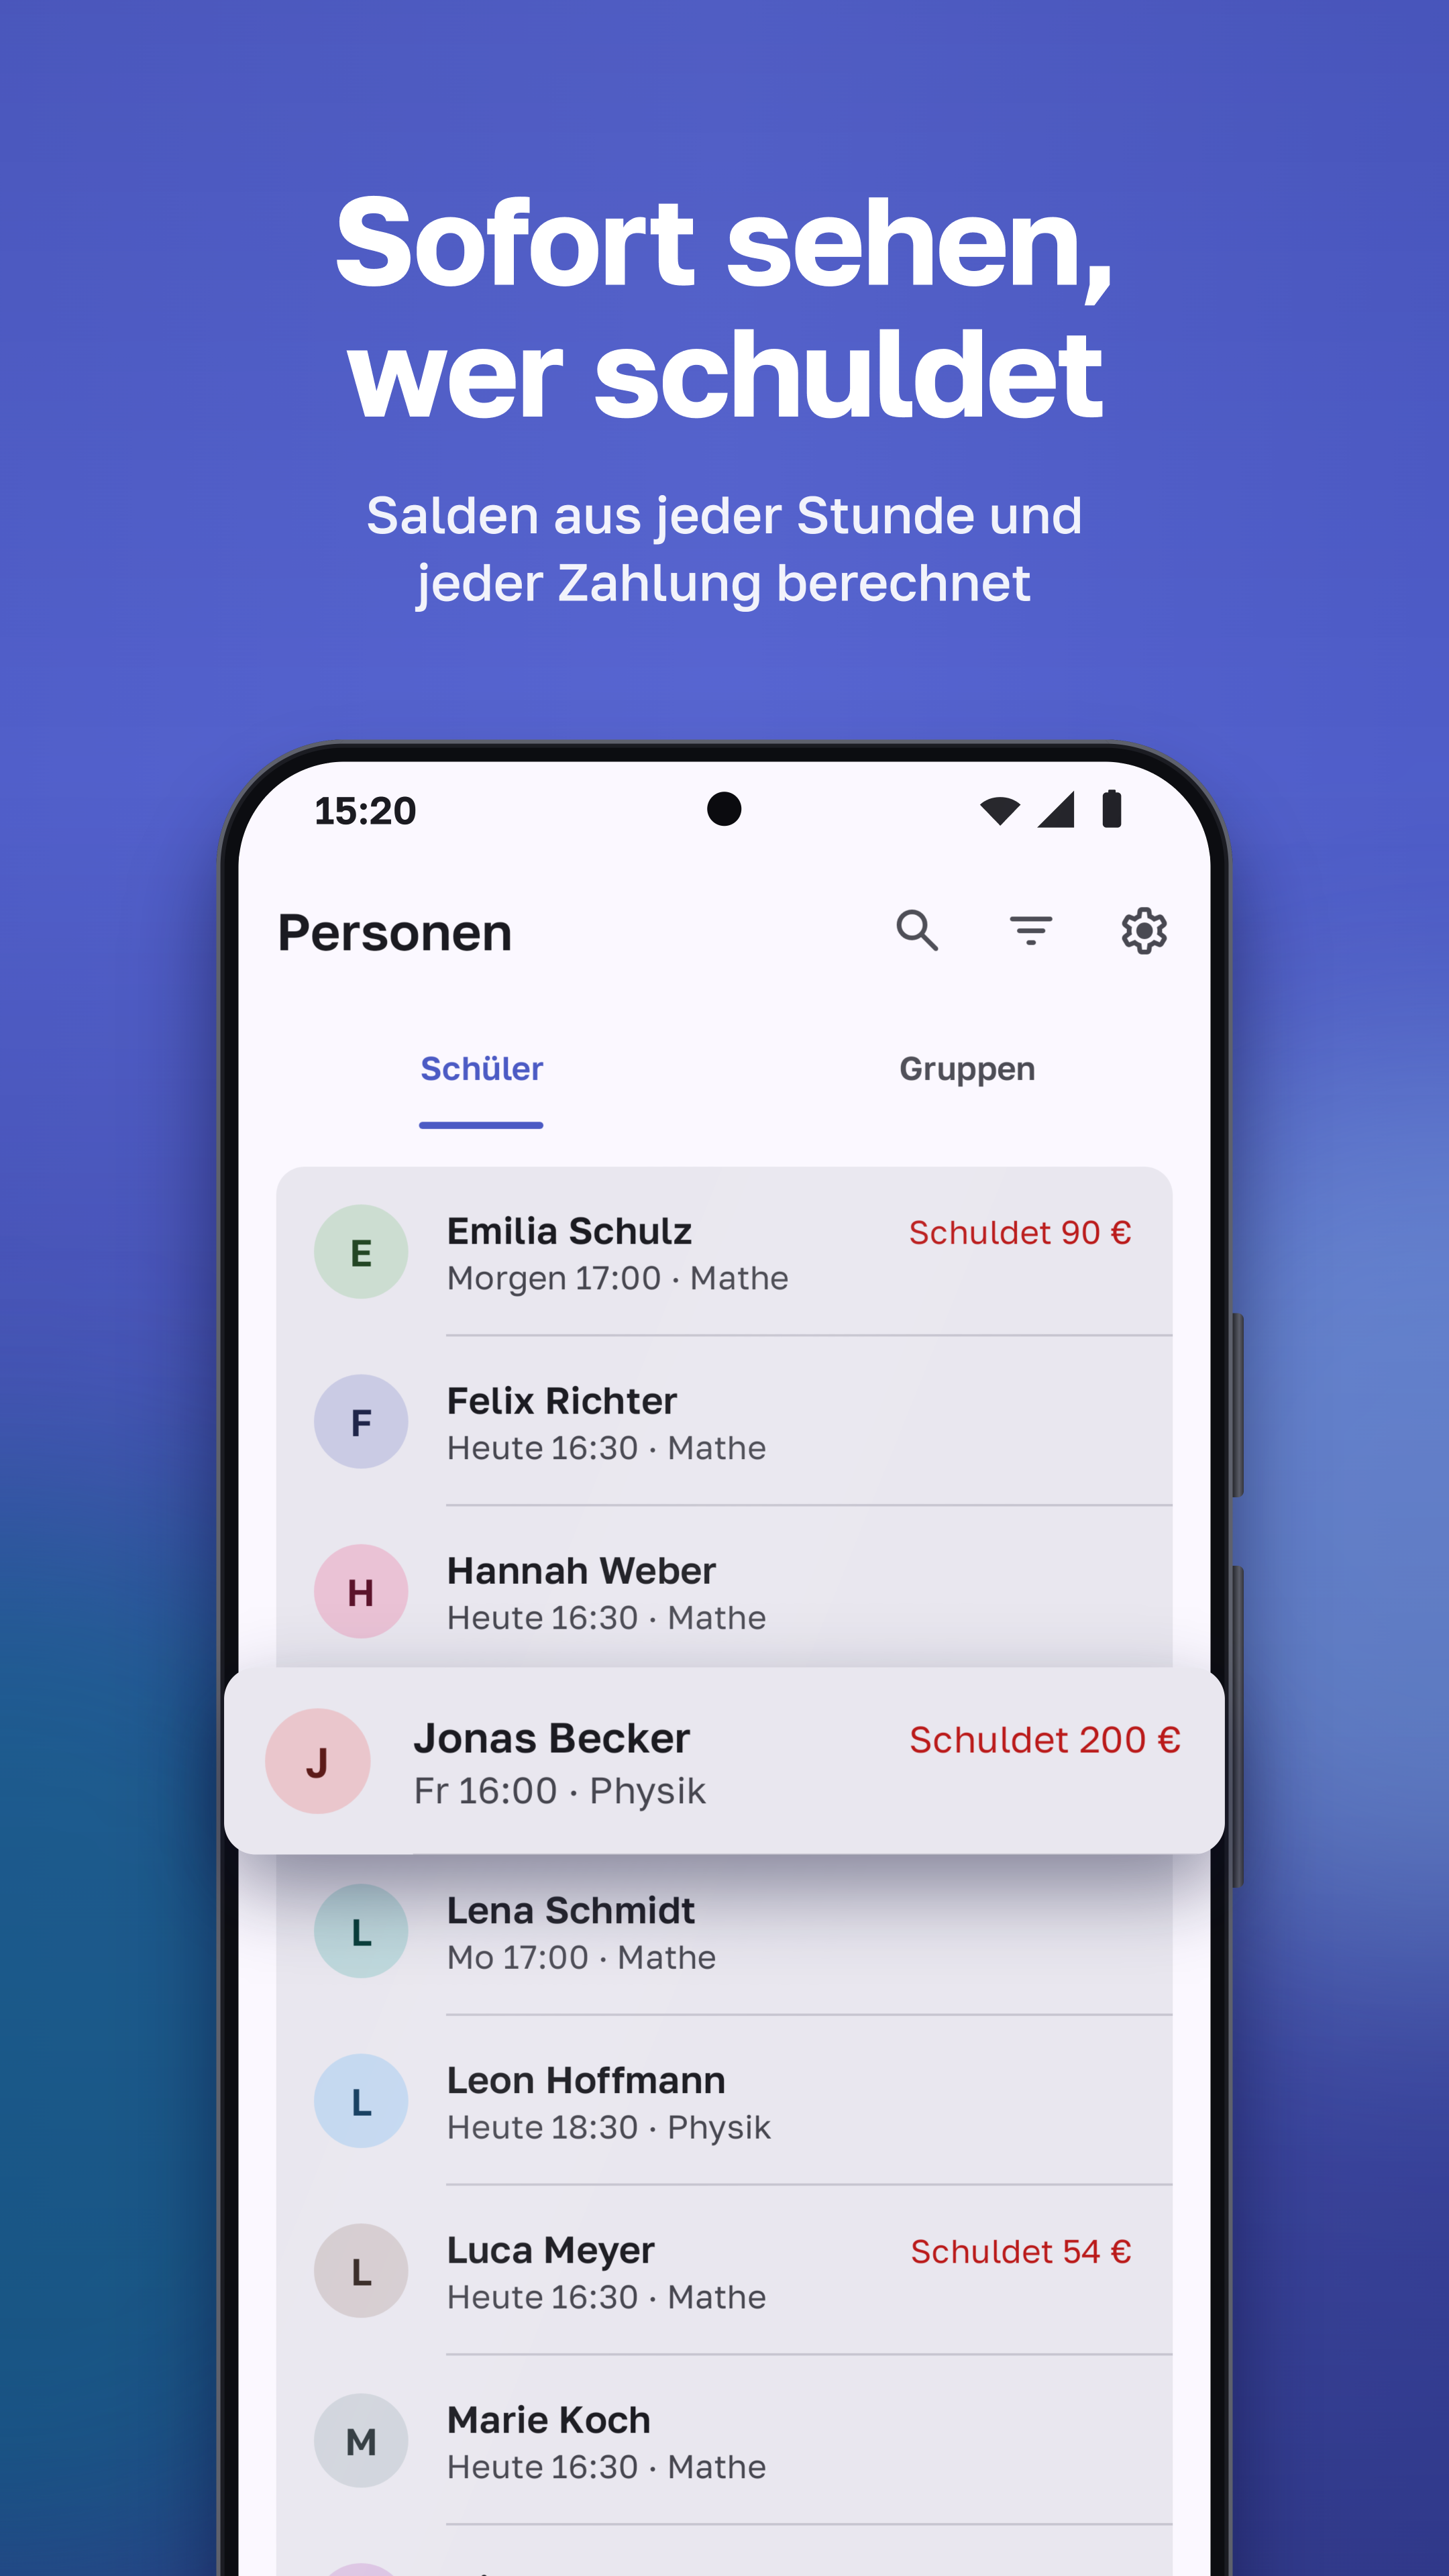 Sofort sehen,
wer schuldet
Salden aus jeder Stunde und
jeder Zahlung berechnet
15:20
Personen
Schüler
Gruppen
E
Emilia Schulz
Schuldet 90 €
Morgen 17:00 · Mathe
F
Felix Richter
Heute 16:30 · Mathe
H
Hannah Weber
Heute 16:30 · Mathe
J
Jonas Becker
Schuldet 200 €
Fr 16:00 · Physik
L
Lena Schmidt
Mo 17:00 · Mathe
L
Leon Hoffmann
Heute 18:30 · Physik
L
Luca Meyer
Schuldet 54 €
Heute 16:30 · Mathe
M
Marie Koch
Heute 16:30 · Mathe